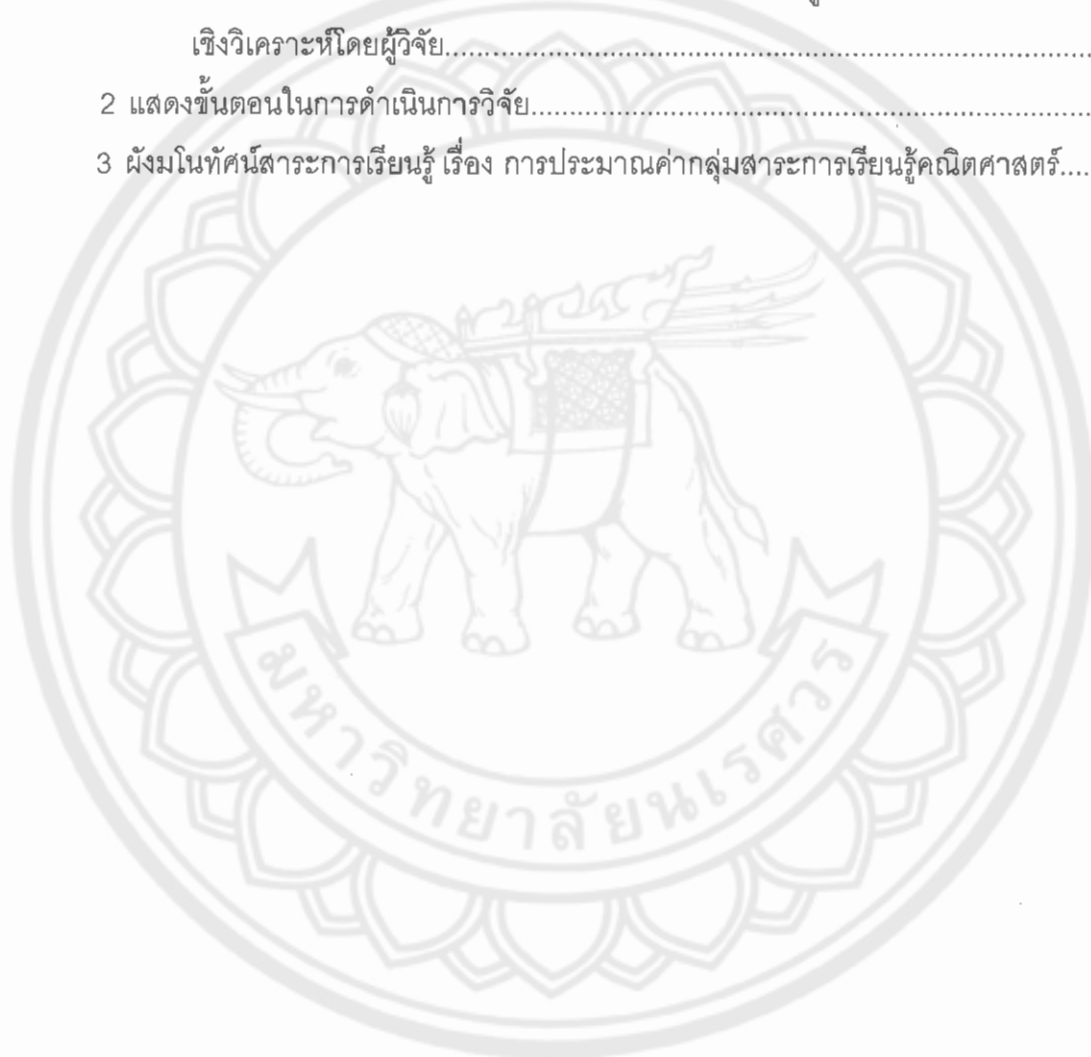 เชิงวิเคราะห์โดยผู้วิจัย................................................................................
2 แสดงขั้นตอนในการดำเนินการวิจัย......................................................................
3 ผังมโนทัศน์สาระการเรียนรู้ เรื่อง การประมาณค่ากลุ่มสาระการเรียนรู้คณิตศาสตร์....
มหาวิทยาลัยนเรศวร